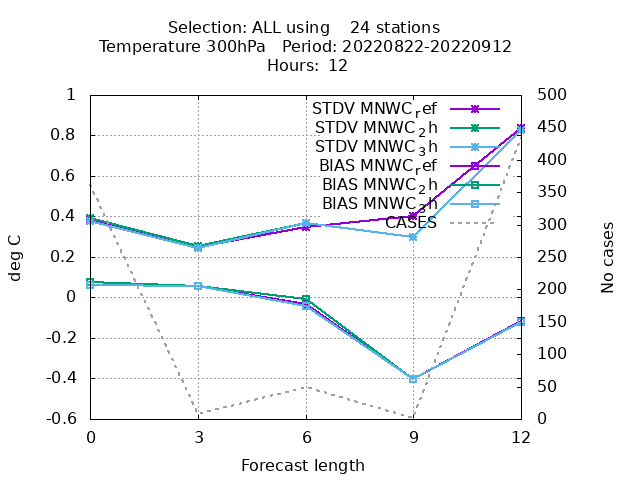 Selection: ALL using    24 stations
Temperature 300hPa   Period: 20220822-20220912
Hours:  12
STDV MNWC_ref
STDV MNWC_2h
STDV MNWC_3h
BIAS MNWC_ref
BIAS MNWC_2h
BIAS MNWC_3h
CASES
1
0.8
0.6
0.4
0.2
0
-0.2
-0.4
-0.6
deg C
500
450
400
350
300
250
200
150
100
50
0
No cases
0 3 6 9 12
Forecast length